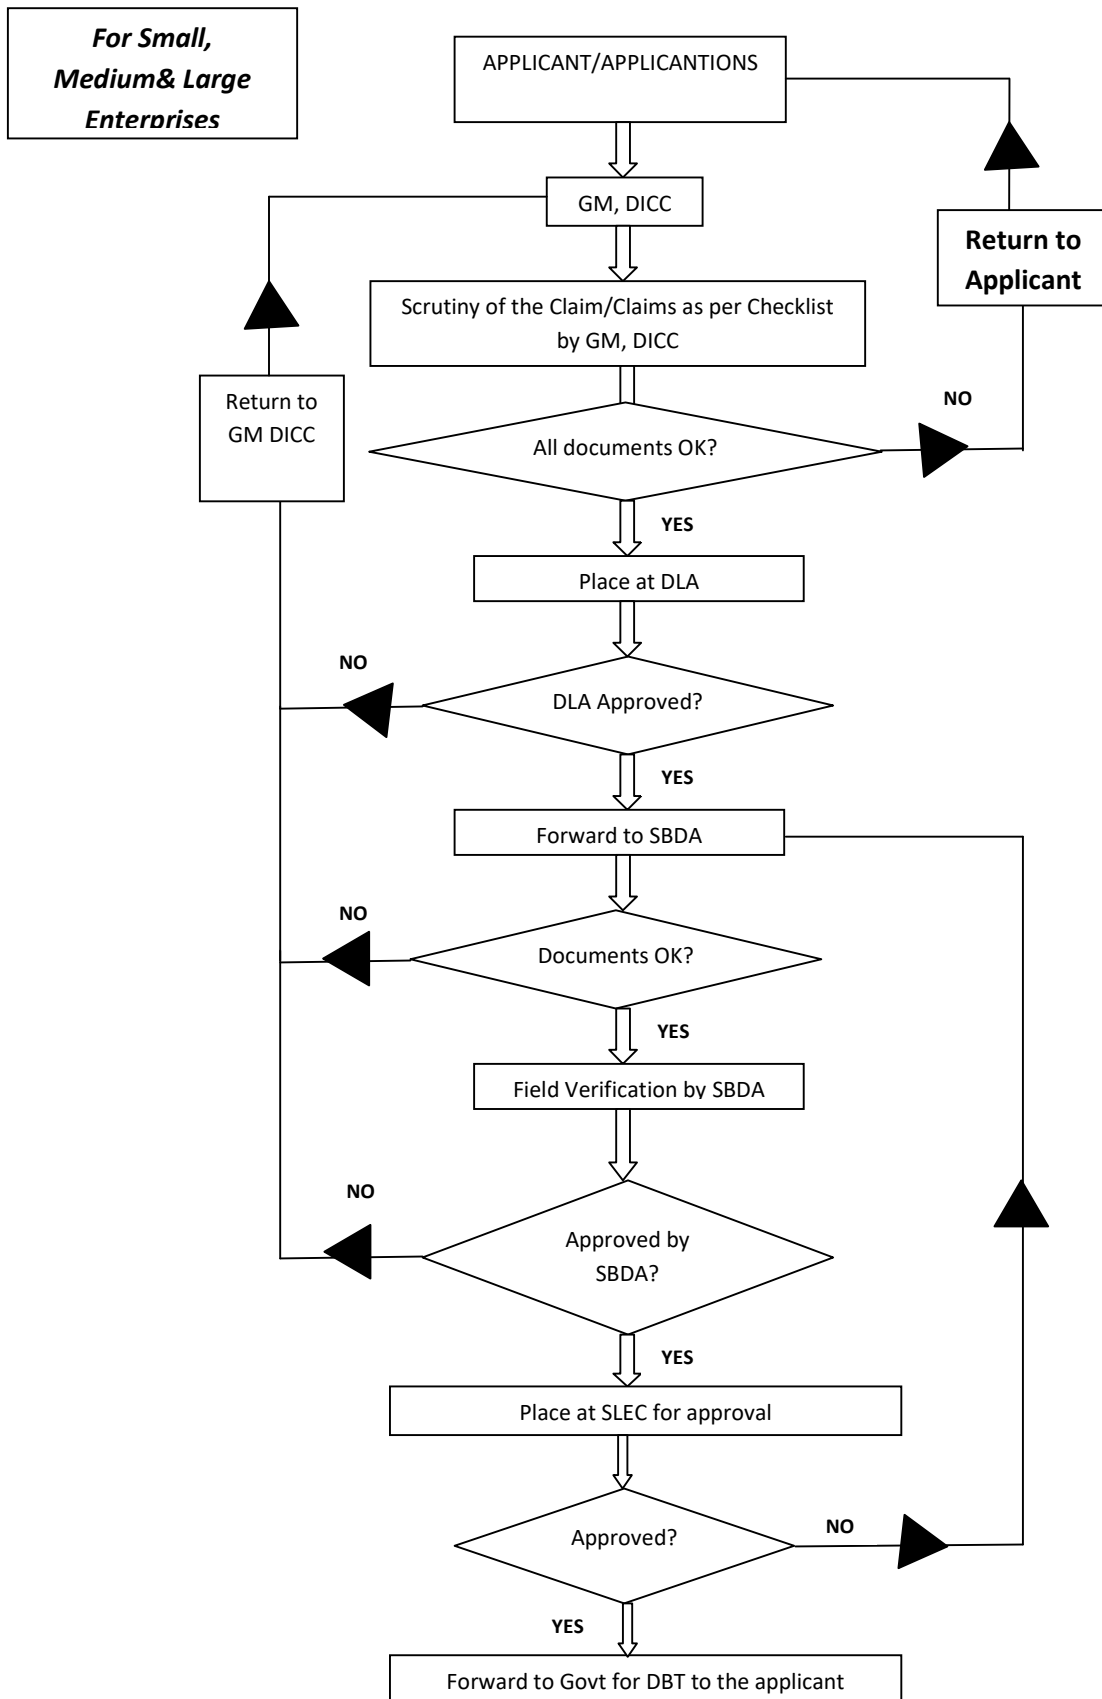 For Small,
Medium& Large
Enterprises
APPLICANT/APPLICANTIONS
GM, DICC
Return to
Applicant
Scrutiny of the Claim/Claims as per Checklist
by GM, DICC
Return to
GM DICC
NO
All documents OK?
YES
Place at DLA
NO
DLA Approved?
YES
Forward to SBDA
NO
Documents OK?
YES
Field Verification by SBDA
NO
Approved by
SBDA?
YES
Place at SLEC for approval
Approved?
NO
YES
Forward to Govt for DBT to the applicant